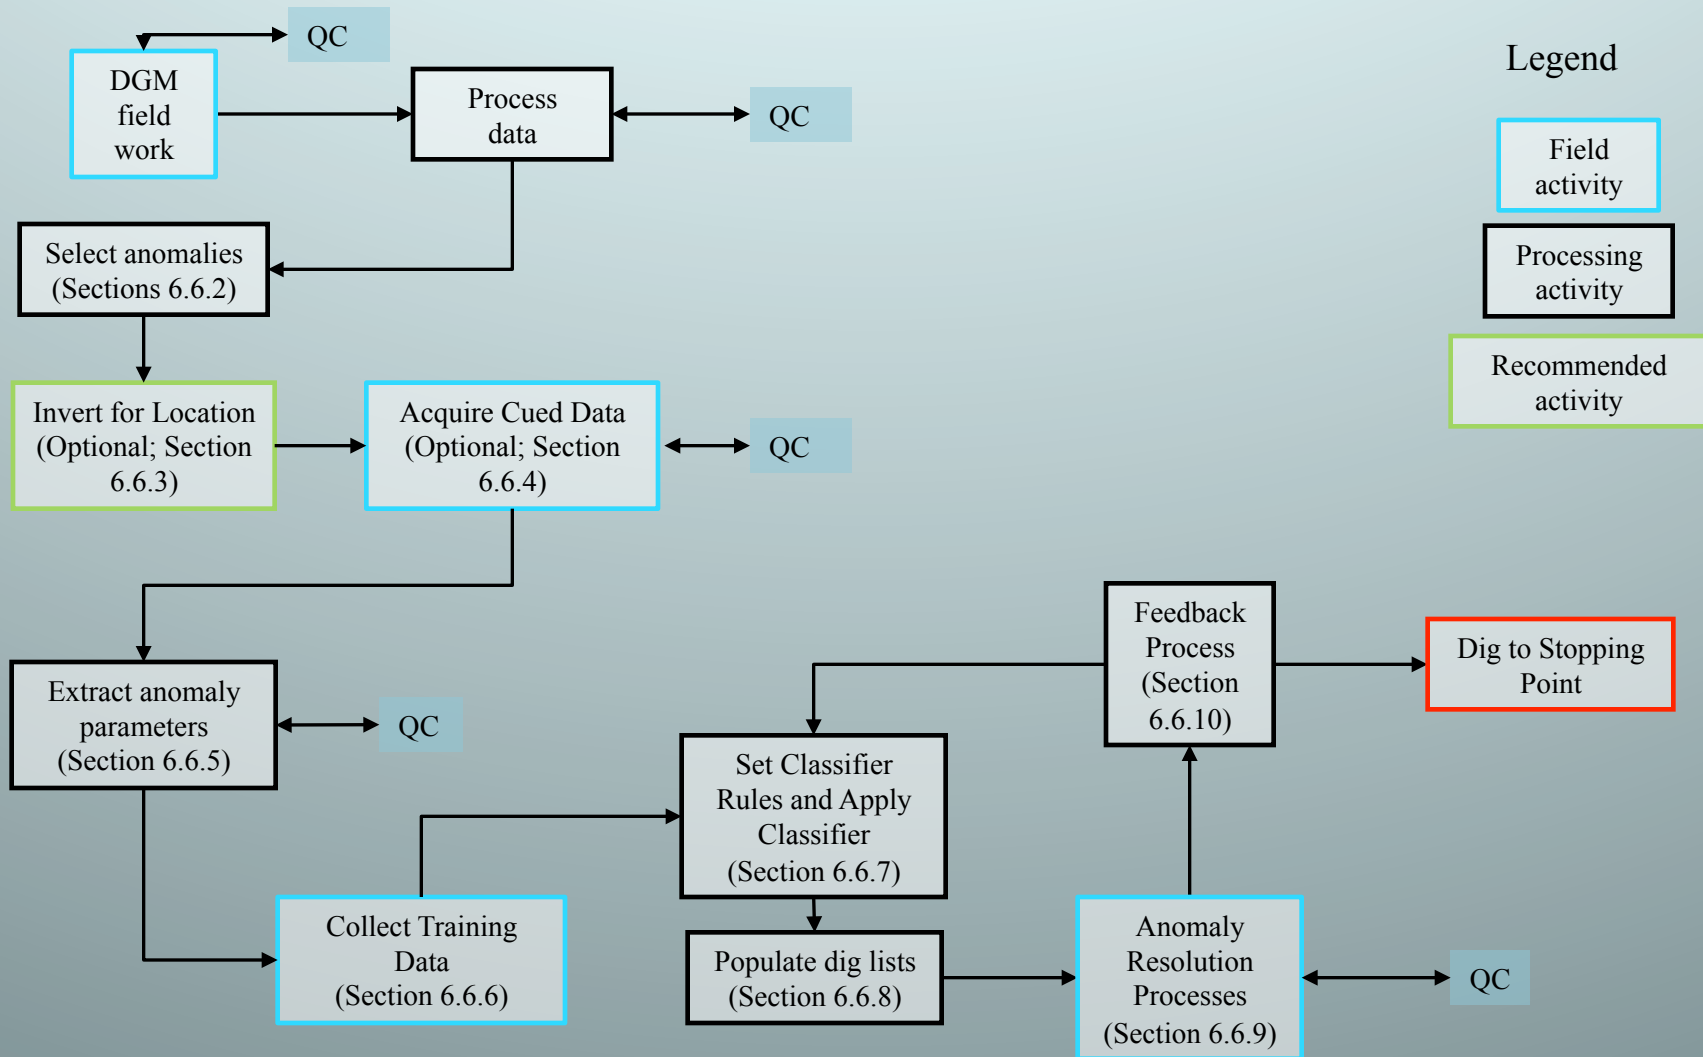 QC
DGM
field
work
Process
data
QC
Legend
Field
activity
Processing
activity
Recommended
activity
Select anomalies
(Sections 6.6.2)
Invert for Location
(Optional; Section
6.6.3)
Acquire Cued Data
(Optional; Section
6.6.4)
QC
Extract anomaly
parameters
(Section 6.6.5)
QC
Collect Training
Data
(Section 6.6.6)
Set Classifier
Rules and Apply
Classifier
(Section 6.6.7)
Populate dig lists
(Section 6.6.8)
Feedback
Process
(Section
6.6.10)
Dig to Stopping
Point
Anomaly
Resolution
Processes
(Section 6.6.9)
QC